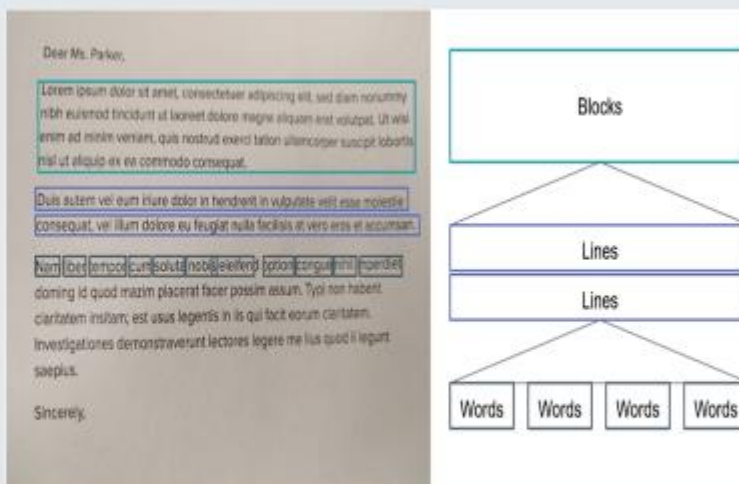 Dear Ms. Parker,
Lorem ipsum dolor sit amet, consectetuer adipiscing elit, sed diam nonummy
nibh euismod tincidunt ut laoreet dolore magna aliquam erat volutpat. Ut wisi
enim ad minim veniam, quis nostrud exerci tation ullamcorper suscipit lobortis
nisl ut aliquip ex ea commodo consequat.
Duis autem vel eum iriure dolor in hendrerit in vulputate velit esse molestie
consequat, vel illum dolore eu feugiat nulla facilisis at vero eros et accumsan.
Nam liber tempor cum soluta nobis eleifend option congue nihil imperdiet
doming id quod mazim placerat facer possim assum. Typi non habent
claritatem insitam; est usus legentis in iis qui facit eorum claritatem.
Investigationes demonstraverunt lectores legere me lius quod ii legunt
saepius.
Sincerely,
Blocks
Lines
Lines
Words Words Words Words